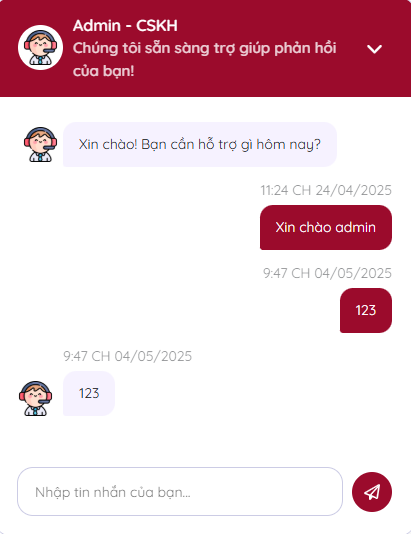 Admin - CSKH
Chúng tôi sẵn sàng trợ giúp phản hồi
của bạn!
Xin chào! Bạn cần hỗ trợ gì hôm nay?
11:24 CH 24/04/2025
Xin chào admin
9:47 CH 04/05/2025
123
9:47 CH 04/05/2025
123
Nhập tin nhắn của bạn...